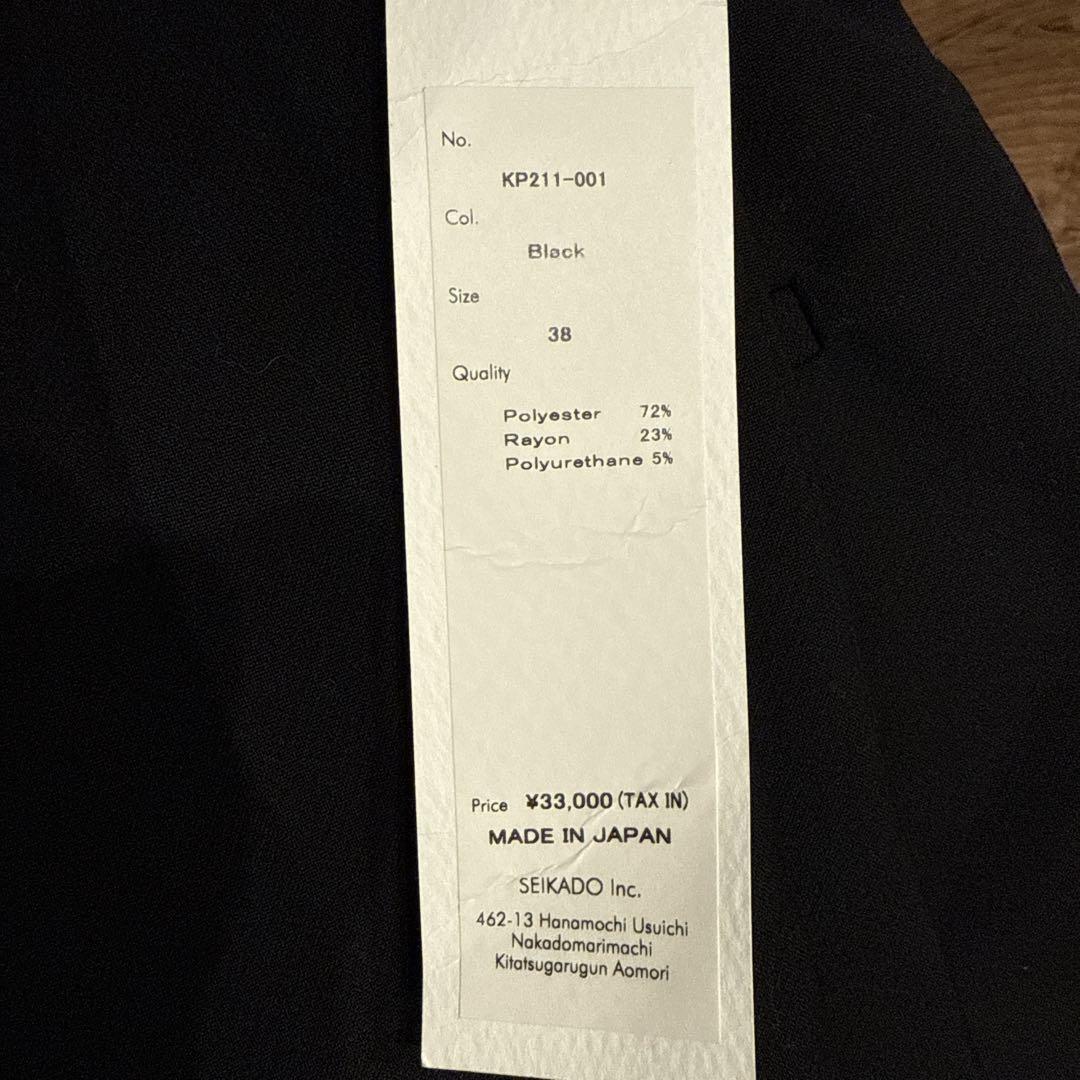 No.
KP211-001
Col.
Black
Size
38
Quality
Polyester 72%
Rayon 23%
Polyurethane 5%
Price ¥33,000 (TAX IN)
MADE IN JAPAN
SEIKADO Inc.
462-13 Hanamochi Usuichi
Nakadomarimachi
Kitatsugarugun Aomori